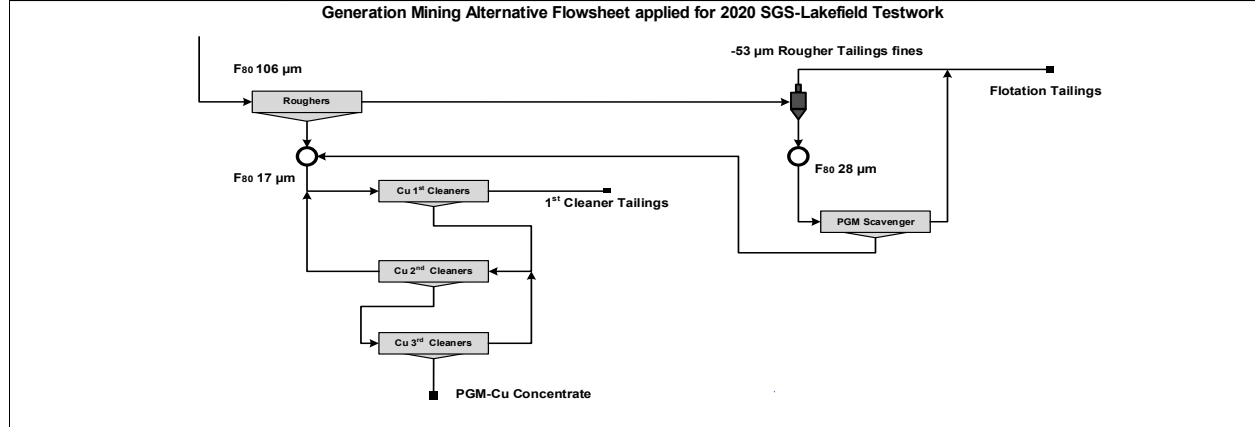 Generation Mining Alternative Flowsheet applied for 2020 SGS-Lakefield Testwork
-53 µm Rougher Tailings fines
F80 106 µm
Flotation Tailings
Roughers
F80 17 µm
F80 28 µm
Cu 1st Cleaners
1st Cleaner Tailings
PGM Scavenger
Cu 2nd Cleaners
Cu 3rd Cleaners
PGM-Cu Concentrate